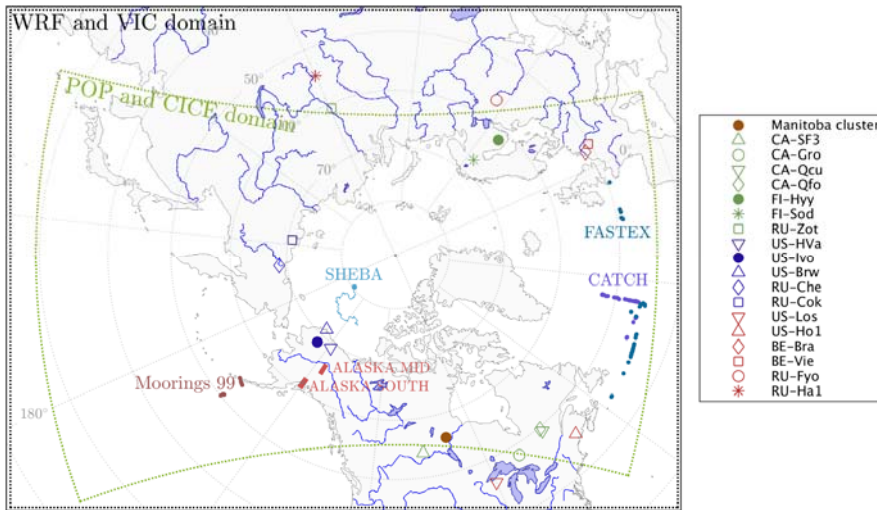 WRF and VIC domain
50°
POP and CICE domain
70°
0°
FASTEX
SHEBA
CATCH
ALASKA MID
Moorings 99
ALASKA SOUTH
180°
Manitoba cluster
CA-SF3
CA-Gro
CA-Qcu
CA-Qfo
FI-Hyy
FI-Sod
RU-Zot
US-HVa
US-Ivo
US-Brw
RU-Che
RU-Cok
US-Los
US-Ho1
BE-Bra
BE-Vie
RU-Fyo
RU-Ha1